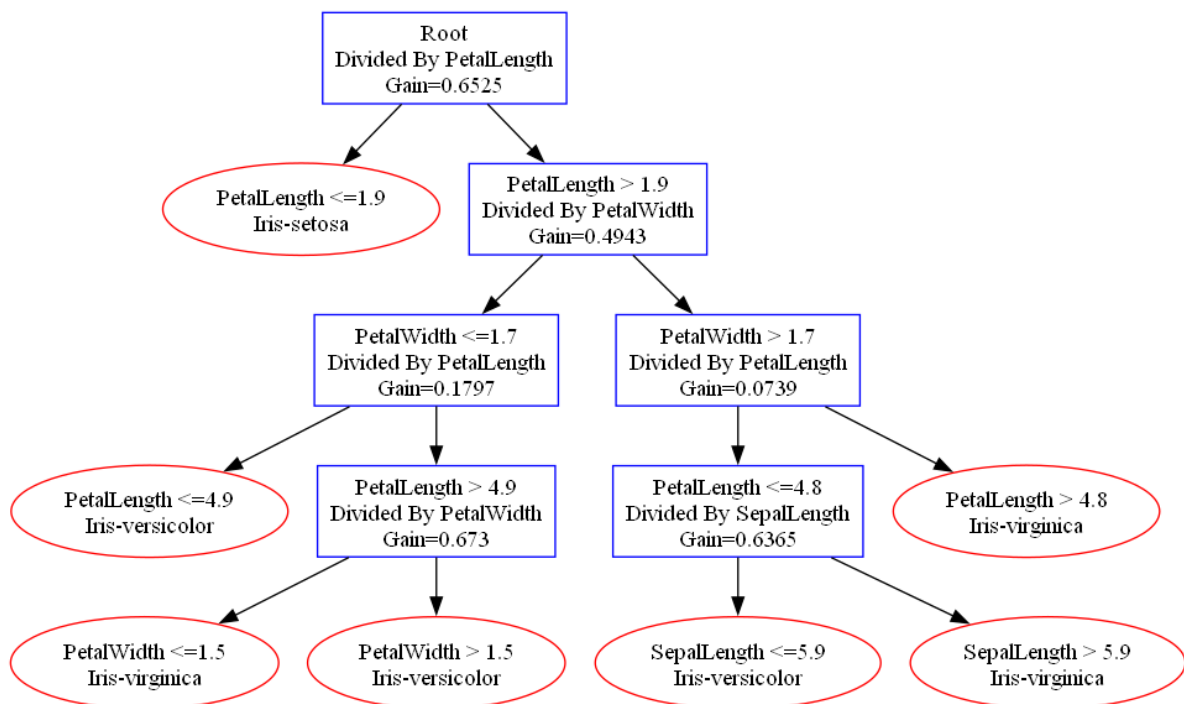 Root
Divided By PetalLength
Gain=0.6525
PetalLength <=1.9
Iris-setosa
PetalLength > 1.9
Divided By PetalWidth
Gain=0.4943
PetalWidth <=1.7
Divided By PetalLength
Gain=0.1797
PetalWidth > 1.7
Divided By PetalLength
Gain=0.0739
PetalLength <=4.9
Iris-versicolor
PetalLength > 4.9
Divided By PetalWidth
Gain=0.673
PetalLength <=4.8
Divided By SepalLength
Gain=0.6365
PetalLength > 4.8
Iris-virginica
PetalWidth <=1.5
Iris-virginica
PetalWidth > 1.5
Iris-versicolor
SepalLength <=5.9
Iris-versicolor
SepalLength > 5.9
Iris-virginica